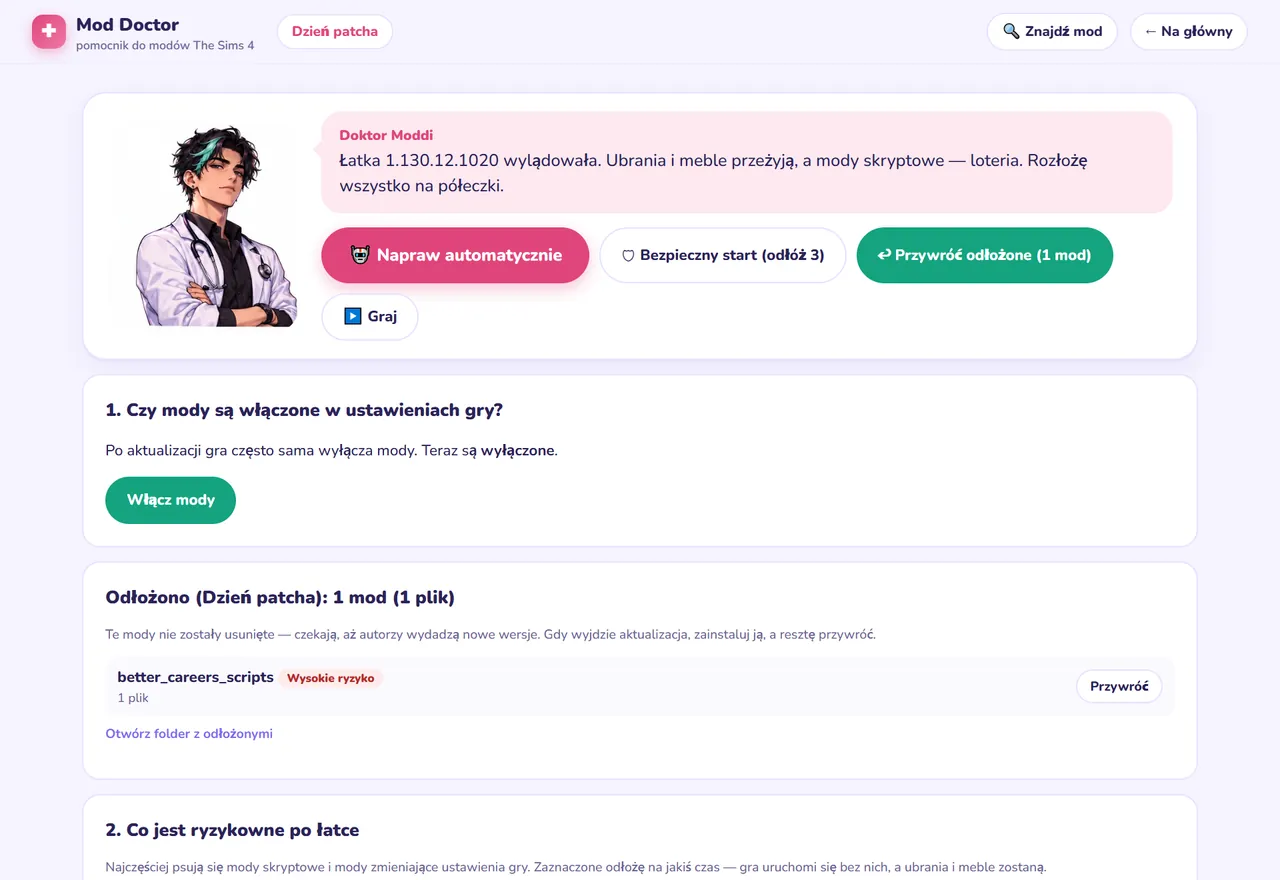 Mod Doctor
pomocnik do modów The Sims 4
Dzień patcha
🔍 Znajdź mod
← Na główny
Doktor Moddi
Łatka 1.130.12.1020 wylądowała. Ubrania i meble przeżyją, a mody skryptowe — loteria. Rozłożę
wszystko na półeczki.
🤖 Napraw automatycznie
🛡 Bezpieczny start (odłóż 3)
↩ Przywróć odłożone (1 mod)
▶️ Graj
1. Czy mody są włączone w ustawieniach gry?
Po aktualizacji gra często sama wyłącza mody. Teraz są wyłączone.
Włącz mody
Odłożono (Dzień patcha): 1 mod (1 plik)
Te mody nie zostały usunięte — czekają, aż autorzy wydadzą nowe wersje. Gdy wyjdzie aktualizacja, zainstaluj ją, a resztę przywróć.
better_careers_scripts
Wysokie ryzyko
1 plik
Przywróć
Otwórz folder z odłożonymi
2. Co jest ryzykowne po łatce
Najczęściej psują się mody skryptowe i mody zmieniające ustawienia gry. Zaznaczone odłożę na jakiś czas — gra uruchomi się bez nich, a ubrania i meble zostaną.